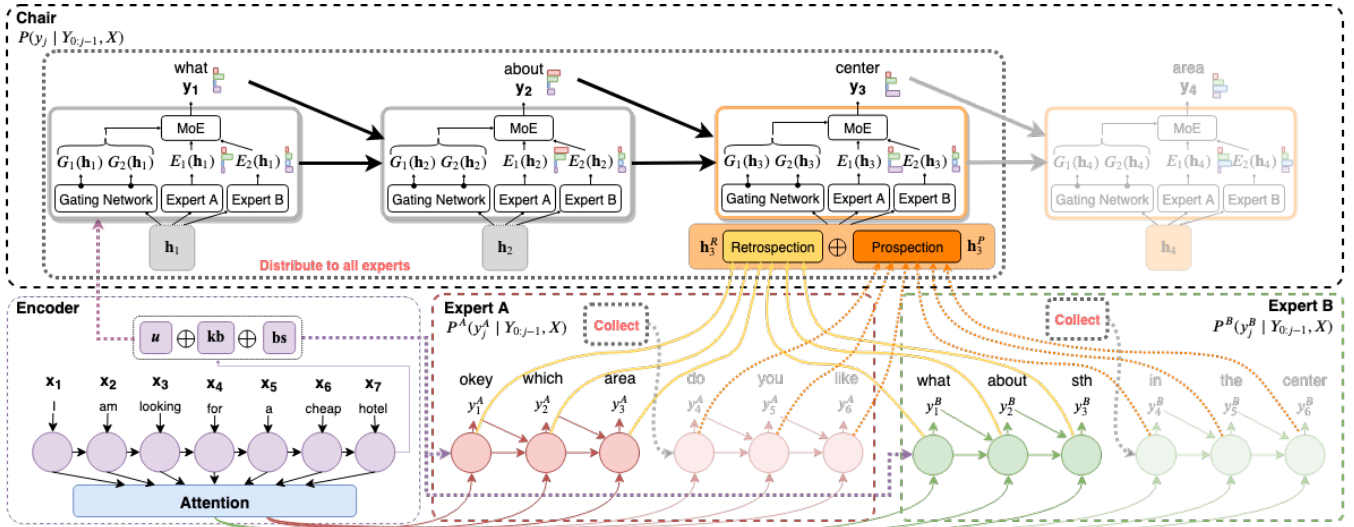 Chair
P(y_j | Y_{0:j-1}, X)
what
about
center
area
y_1
y_2
y_3
y_4
MoE
MoE
MoE
MoE
G_1(h_1) G_2(h_1) E_1(h_1) E_2(h_1)
G_1(h_2) G_2(h_2) E_1(h_2) E_2(h_2)
G_1(h_3) G_2(h_3) E_1(h_3) E_2(h_3)
G_1(h_4) G_2(h_4) E_1(h_4) E_2(h_4)
Gating Network Expert A Expert B
Gating Network Expert A Expert B
Gating Network Expert A Expert B
Gating Network Expert A Expert B
h_1
h_2
h_3^R Retrospection ⊕ Prospection h_3^P
h_4
Distribute to all experts
Encoder
u ⊕ kb ⊕ bs
x_1 x_2 x_3 x_4 x_5 x_6 x_7
I am looking for a cheap hotel
Attention
Expert A
P^A(y_j^A | Y_{0:j-1}, X)
Collect
okey which area do you like
y_1^A y_2^A y_3^A y_4^A y_5^A y_6^A
Expert B
P^B(y_j^B | Y_{0:j-1}, X)
Collect
what about sth in the center
y_1^B y_2^B y_3^B y_4^B y_5^B y_6^B